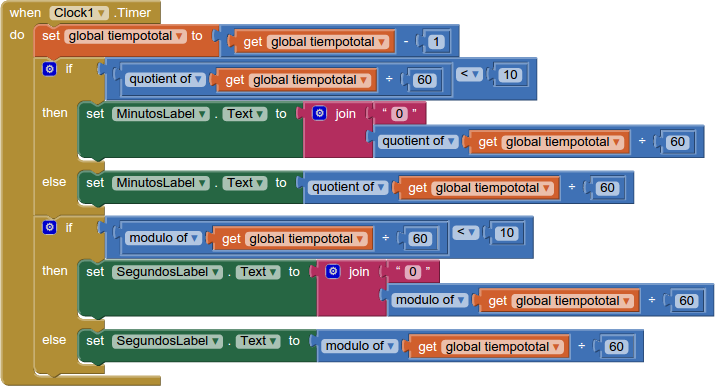 when Clock1 .Timer
do set global tiempototal to get global tiempototal - 1
if quotient of get global tiempototal ÷ 60 < 10
then set MinutosLabel . Text to join " 0 "
quotient of get global tiempototal ÷ 60
else set MinutosLabel . Text to quotient of get global tiempototal ÷ 60
if modulo of get global tiempototal ÷ 60 < 10
then set SegundosLabel . Text to join " 0 "
modulo of get global tiempototal ÷ 60
else set SegundosLabel . Text to modulo of get global tiempototal ÷ 60